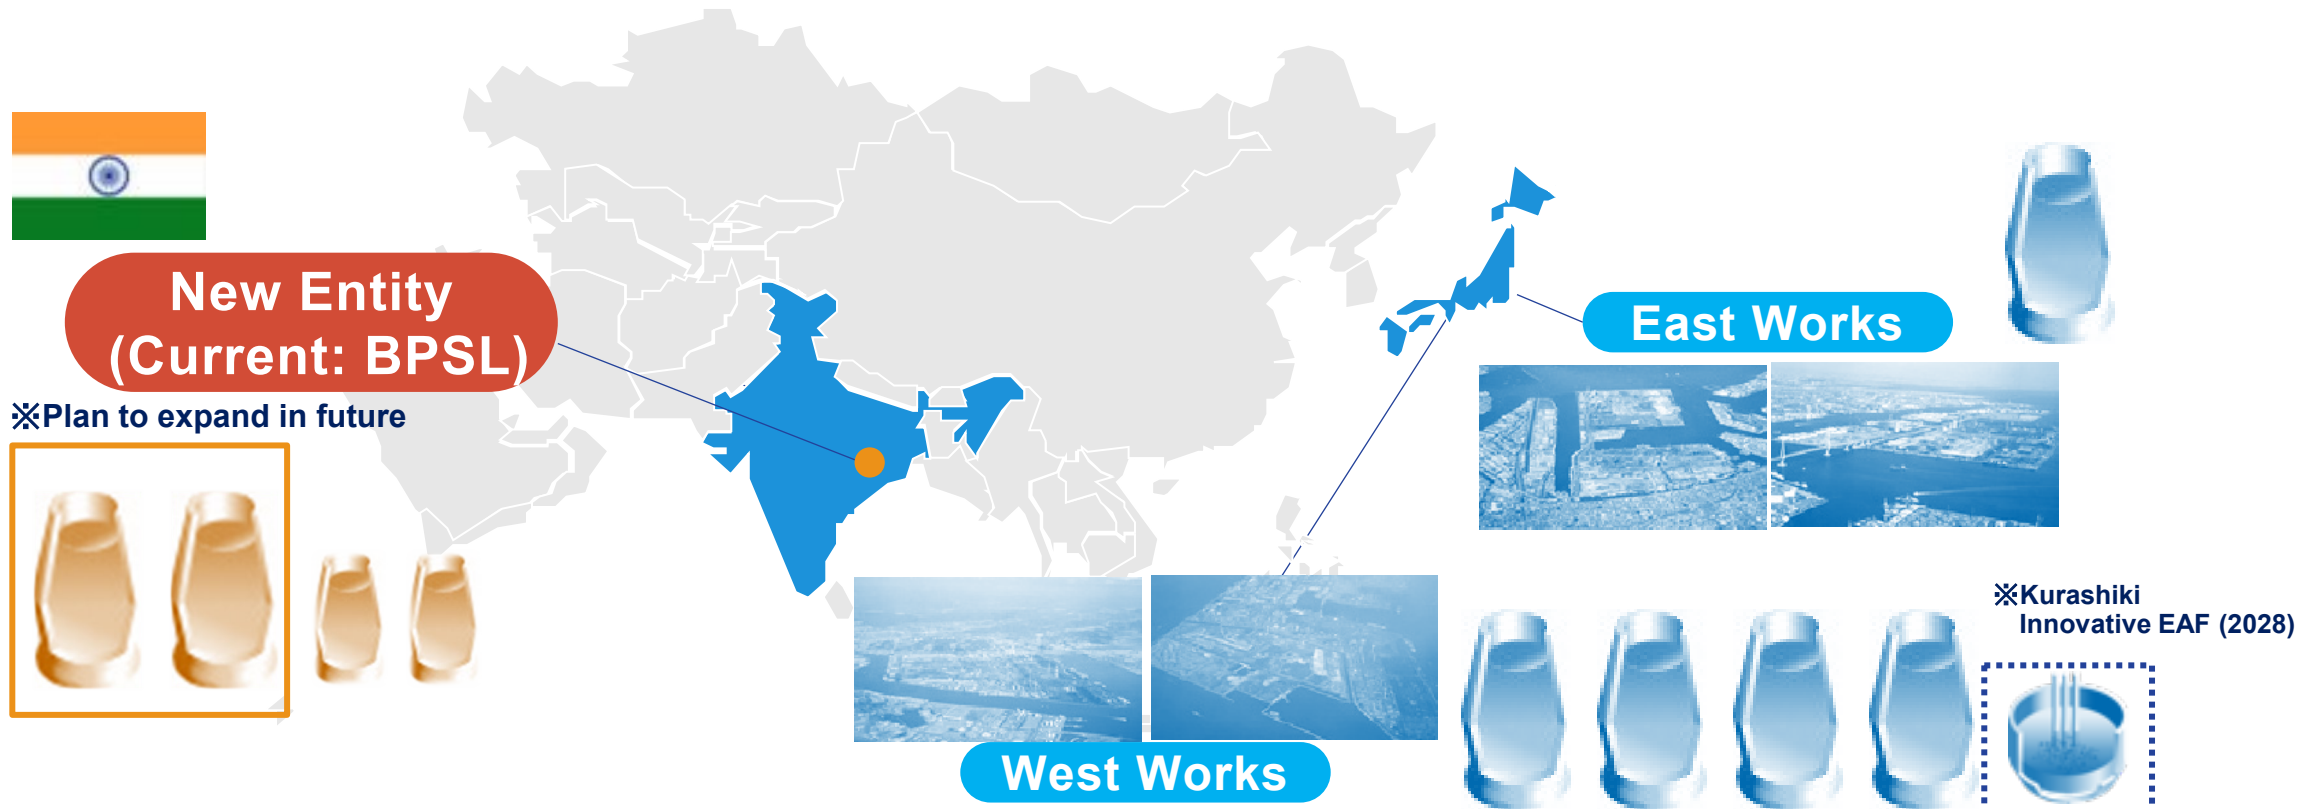 New Entity
(Current: BPSL)
※Plan to expand in future
East Works
※Kurashiki
Innovative EAF (2028)
West Works